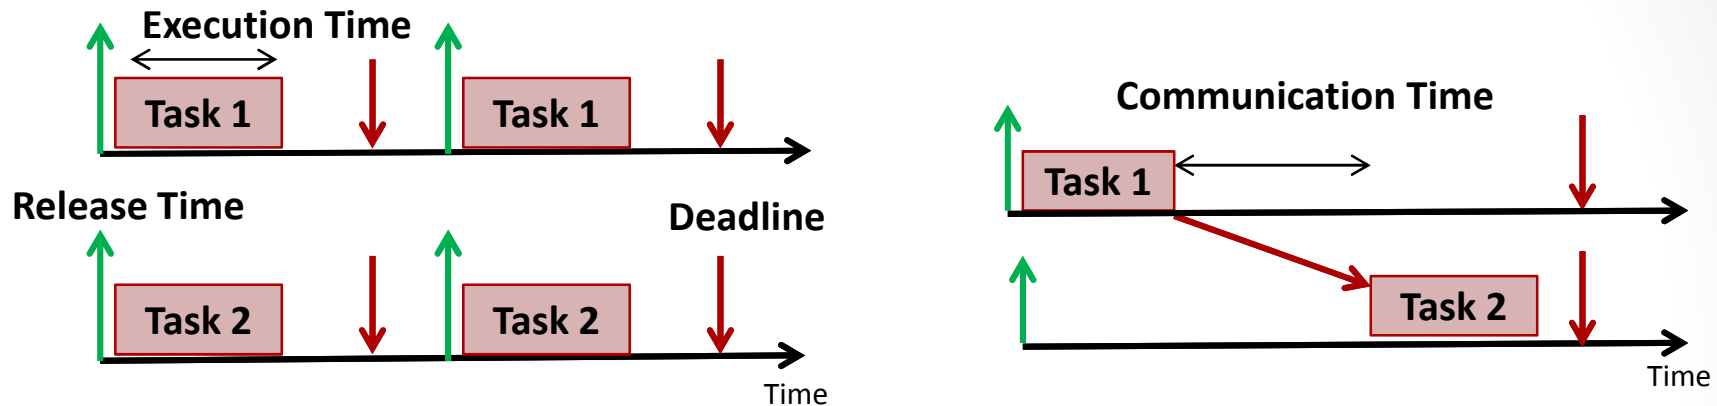 Execution Time
Task 1
Task 1
Release Time
Deadline
Task 2
Task 2
Time
Communication Time
Task 1
Task 2
Time